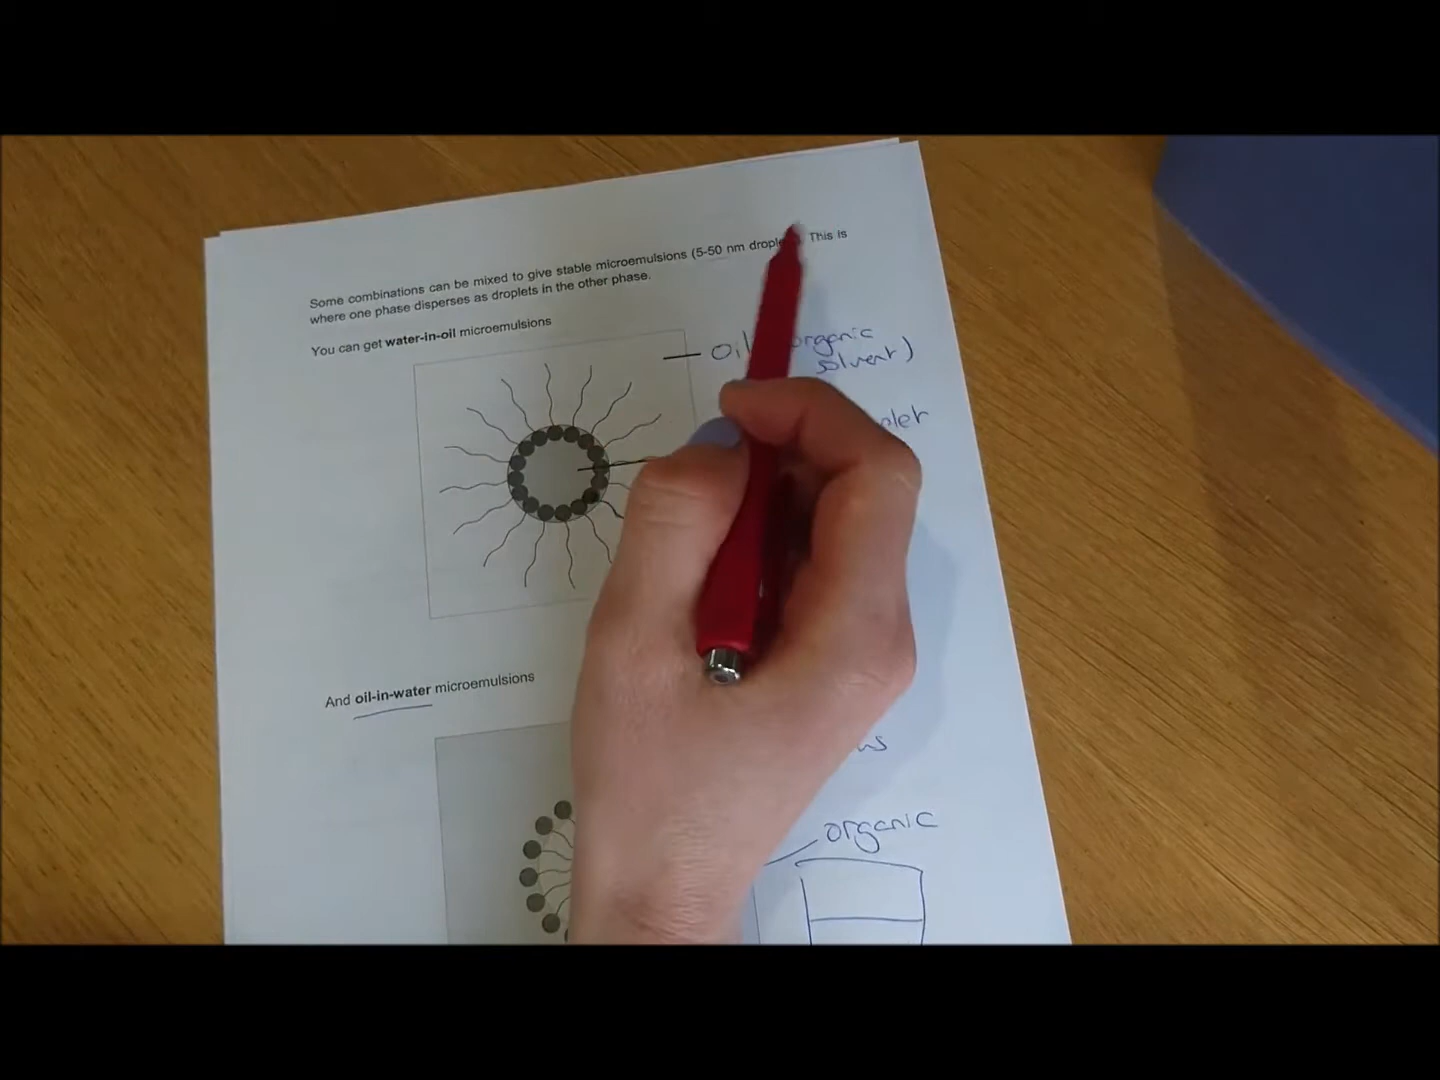 Some combinations can be mixed to give stable microemulsions (5-50 nm This is
where one phase disperses as droplets in the other phase.
You can get water-in-oil microemulsions
oil organic
solvent)
And oil-in-water microemulsions
organic